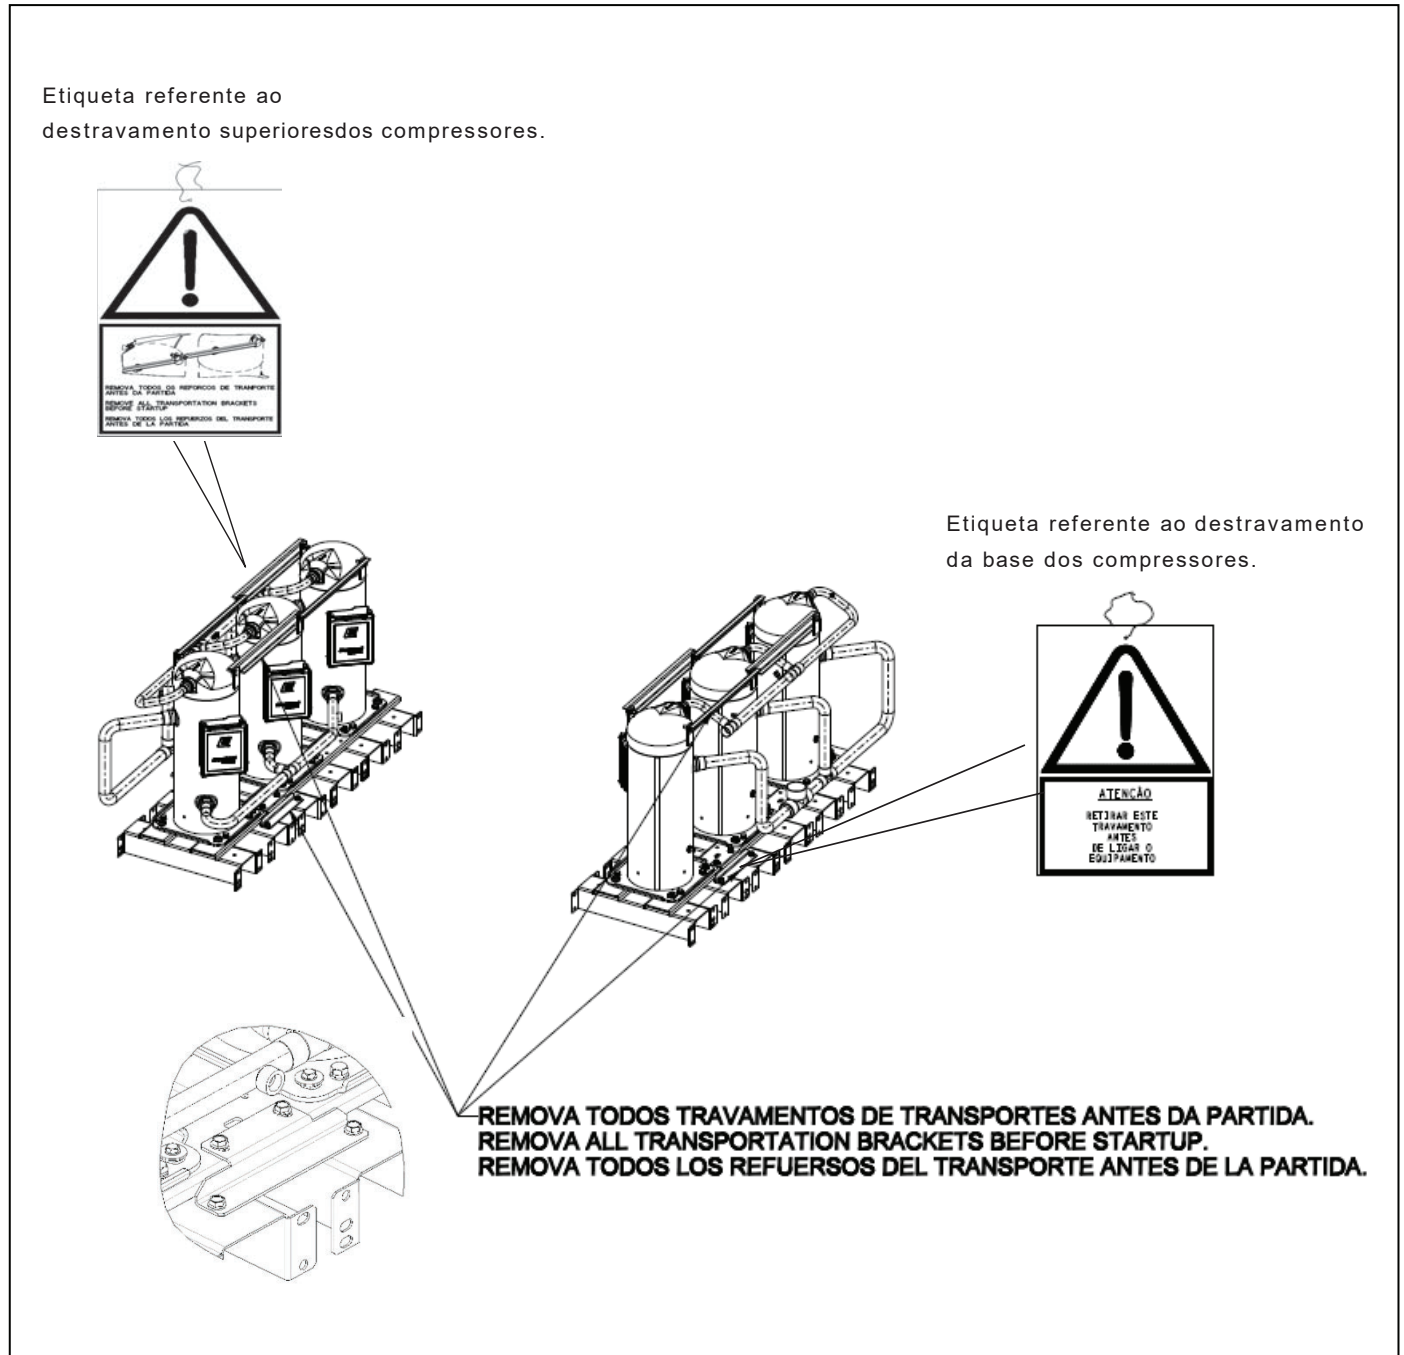 Etiqueta referente ao
destravamento superioresdos compressores.
REMOVA TODOS OS REFORCOS DE TRANPORTE
ANTES DA PARTIDA
REMOVE ALL TRANSPORTATION BRACKETS
BEFORE STARTUP
REMOVA TODOS LOS REFUERZOS DEL TRANSPORTE
ANTES DE LA PARTIDA
Etiqueta referente ao destravamento
da base dos compressores.
ATENCÃO
RETIRAR ESTE
TRAVAMENTO
ANTES
DE LIGAR O
EQUIPAMENTO
REMOVA TODOS TRAVAMENTOS DE TRANSPORTES ANTES DA PARTIDA.
REMOVA ALL TRANSPORTATION BRACKETS BEFORE STARTUP.
REMOVA TODOS LOS REFUERSOS DEL TRANSPORTE ANTES DE LA PARTIDA.